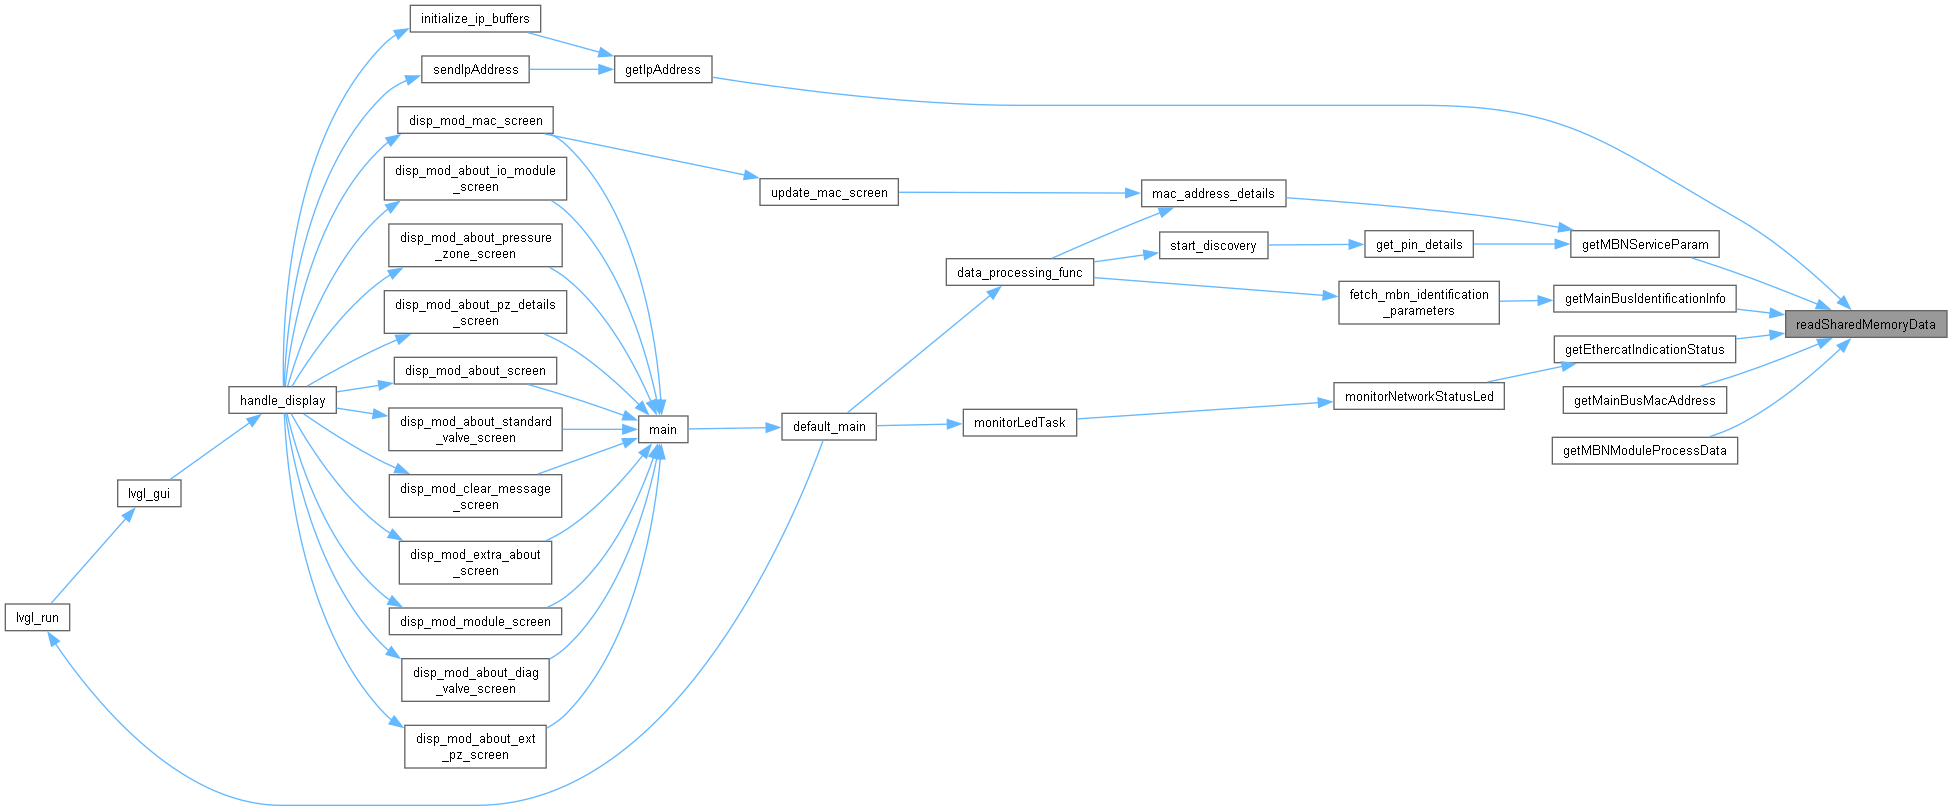 initialize_ip_buffers
sendIpAddress
getIpAddress
disp_mod_mac_screen
disp_mod_about_io_module
_screen
update_mac_screen
mac_address_details
disp_mod_about_pressure
_zone_screen
start_discovery
get_pin_details
getMBNServiceParam
data_processing_func
disp_mod_about_pz_details
_screen
fetch_mbn_identification
_parameters
getMainBusIdentificationInfo
readSharedMemoryData
getEthercatIndicationStatus
disp_mod_about_screen
handle_display
monitorNetworkStatusLed
getMainBusMacAddress
disp_mod_about_standard
_valve_screen
main
default_main
monitorLedTask
getMBNModuleProcessData
disp_mod_clear_message
_screen
lvgl_gui
disp_mod_extra_about
_screen
lvgl_run
disp_mod_module_screen
disp_mod_about_diag
_valve_screen
disp_mod_about_ext
_pz_screen